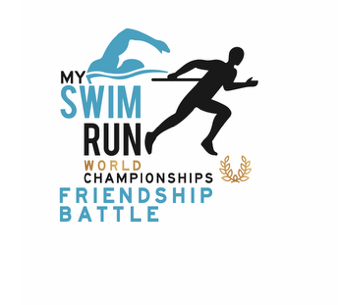 MY
SWIM
RUN
WORLD
CHAMPIONSHIPS
FRIENDSHIP
BATTLE